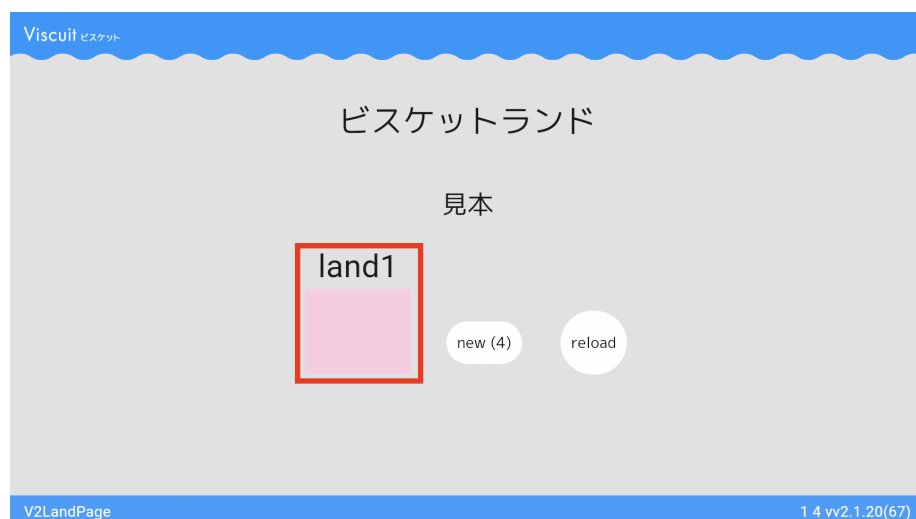 Viscuit ビスケット
ビスケットランド
見本
land1
new (4)
reload
V2LandPage
1 4 vv2.1.20(67)